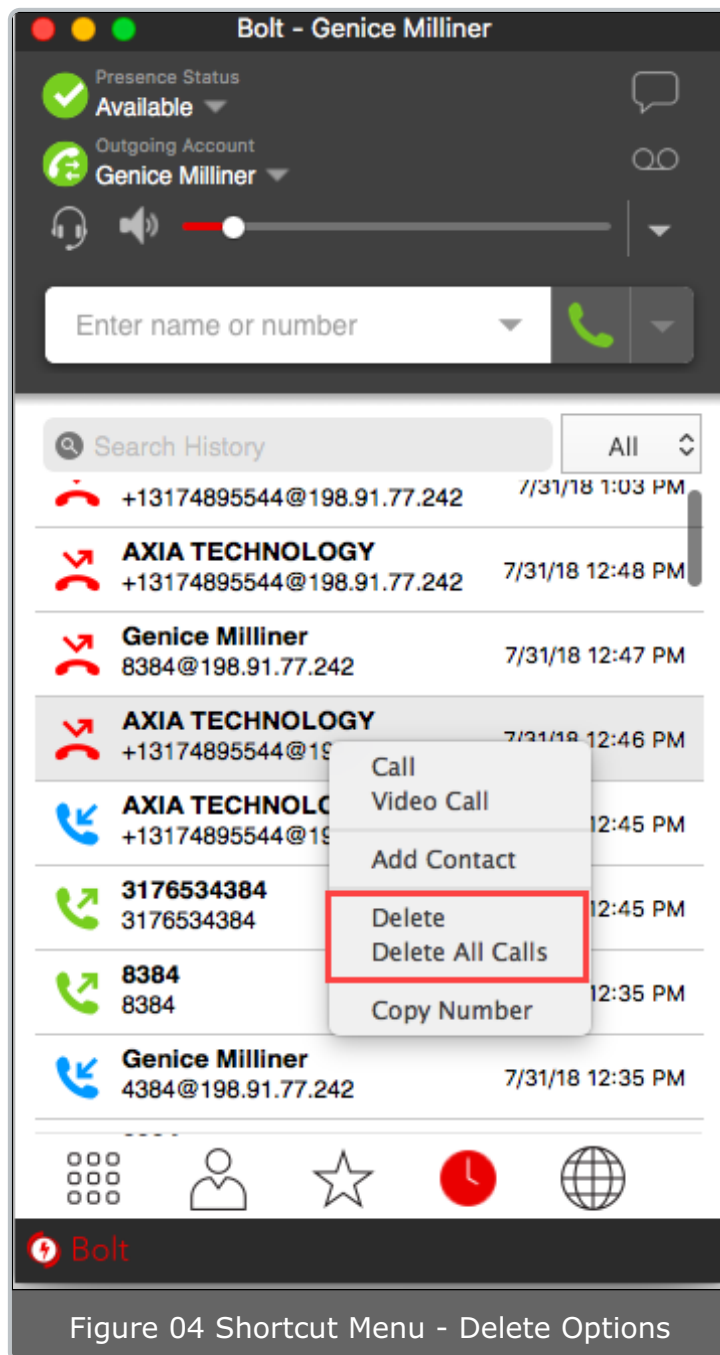 Bolt - Genice Milliner
Presence Status
Available
Outgoing Account
Genice Milliner
Enter name or number
Search History
All
+13174895544@198.91.77.242 7/31/18 1:03 PM
AXIA TECHNOLOGY
+13174895544@198.91.77.242 7/31/18 12:48 PM
Genice Milliner
8384@198.91.77.242 7/31/18 12:47 PM
AXIA TECHNOLOGY
+13174895544@19 7/31/18 12:46 PM
AXIA TECHNOLO
+13174895544@19 12:45 PM
3176534384
3176534384 12:45 PM
8384
8384 12:35 PM
Call
Video Call
Add Contact
Delete
Delete All Calls
Copy Number
Genice Milliner
4384@198.91.77.242 7/31/18 12:35 PM
Bolt
Figure 04 Shortcut Menu - Delete Options